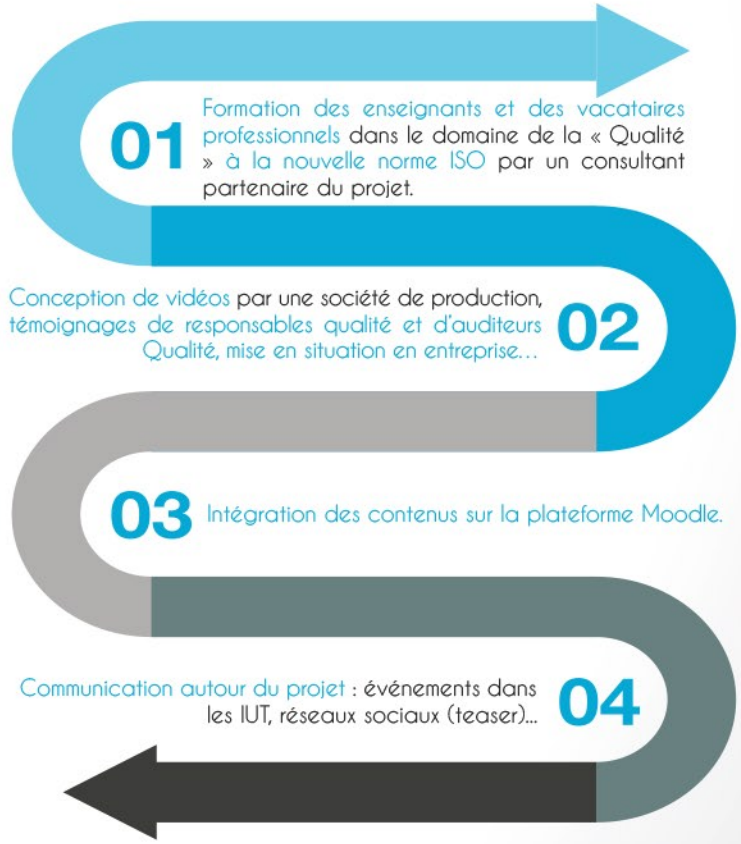 01
Formation des enseignants et des vacataires
professionnels dans le domaine de la « Qualité
» à la nouvelle norme ISO par un consultant
partenaire du projet.
Conception de vidéos par une société de production,
témoignages de responsables qualité et d'auditeurs
Qualité, mise en situation en entreprise...
02
03
Intégration des contenus sur la plateforme Moodle.
Communication autour du projet : événements dans
les IUT, réseaux sociaux (teaser)...
04